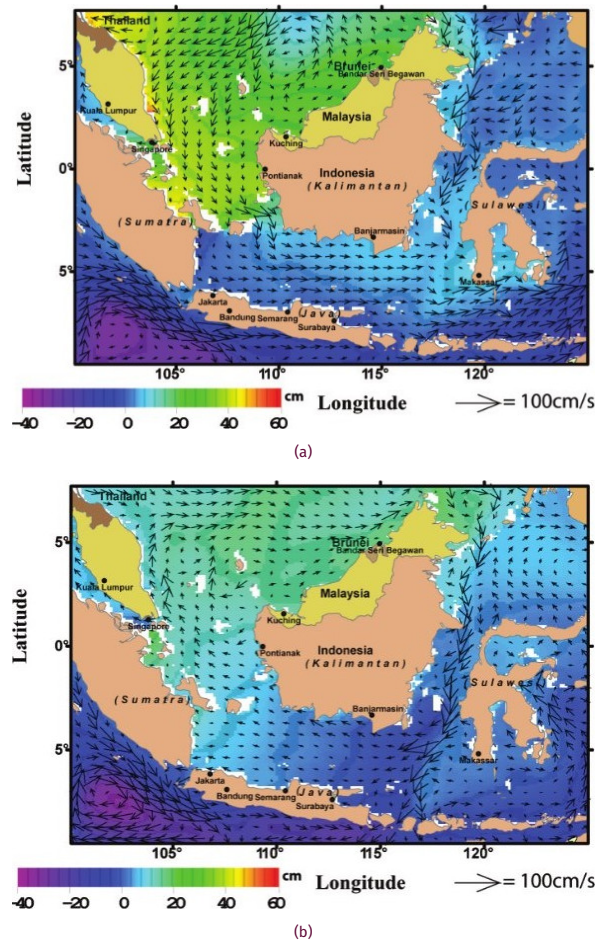 Thailand
5°
Brunei
Bandar Seri Begawan
Kuala Lumpur
Malaysia
Singapore
Kuching
Latitude
0°
Pontianak
Indonesia
(Kalimantan)
(Sumatra)
(Sulawesi)
Banjarmasin
5°
Makassar
Jakarta
(Java)
Bandung
Semarang
Surabaya
105°
110°
115°
120°
-40
-20
0
20
40
60
cm
Longitude
= 100cm/s
(a)
Thailand
5°
Brunei
Bandar Seri Begawan
Kuala Lumpur
Malaysia
Singapore
Kuching
Latitude
0°
Pontianak
Indonesia
(Kalimantan)
(Sumatra)
(Sulawesi)
Banjarmasin
5°
Makassar
Jakarta
(Java)
Bandung
Semarang
Surabaya
105°
110°
115°
120°
-40
-20
0
20
40
60
cm
Longitude
= 100cm/s
(b)